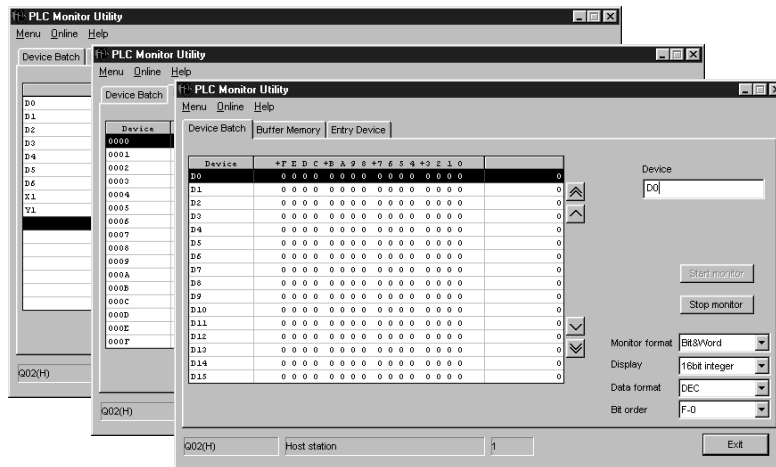 PLC Monitor Utility
Menu Online Help
Device Batch
D0
D1
D2
D3
D4
D5
D6
X1
Y1
Q02(H)
PLC Monitor Utility
Menu Online Help
Device Batch
Device
0000
0001
0002
0003
0004
0005
0006
0007
0008
0009
000A
000B
000C
000D
000E
000F
Q02(H)
PLC Monitor Utility
Menu Online Help
Device Batch Buffer Memory Entry Device
Device +F E D C +B A 9 8 +7 6 5 4 +3 2 1 0
D0 0 0 0 0 0 0 0 0 0 0 0 0 0 0 0 0 0
D1 0 0 0 0 0 0 0 0 0 0 0 0 0 0 0 0 0
D2 0 0 0 0 0 0 0 0 0 0 0 0 0 0 0 0 0
D3 0 0 0 0 0 0 0 0 0 0 0 0 0 0 0 0 0
D4 0 0 0 0 0 0 0 0 0 0 0 0 0 0 0 0 0
D5 0 0 0 0 0 0 0 0 0 0 0 0 0 0 0 0 0
D6 0 0 0 0 0 0 0 0 0 0 0 0 0 0 0 0 0
D7 0 0 0 0 0 0 0 0 0 0 0 0 0 0 0 0 0
D8 0 0 0 0 0 0 0 0 0 0 0 0 0 0 0 0 0
D9 0 0 0 0 0 0 0 0 0 0 0 0 0 0 0 0 0
D10 0 0 0 0 0 0 0 0 0 0 0 0 0 0 0 0 0
D11 0 0 0 0 0 0 0 0 0 0 0 0 0 0 0 0 0
D12 0 0 0 0 0 0 0 0 0 0 0 0 0 0 0 0 0
D13 0 0 0 0 0 0 0 0 0 0 0 0 0 0 0 0 0
D14 0 0 0 0 0 0 0 0 0 0 0 0 0 0 0 0 0
D15 0 0 0 0 0 0 0 0 0 0 0 0 0 0 0 0 0
Device
D0
Start monitor
Stop monitor
Monitor format Bit&Word
Display 16bit integer
Data format DEC
Bit order F-0
Exit
Q02(H) Host station 1